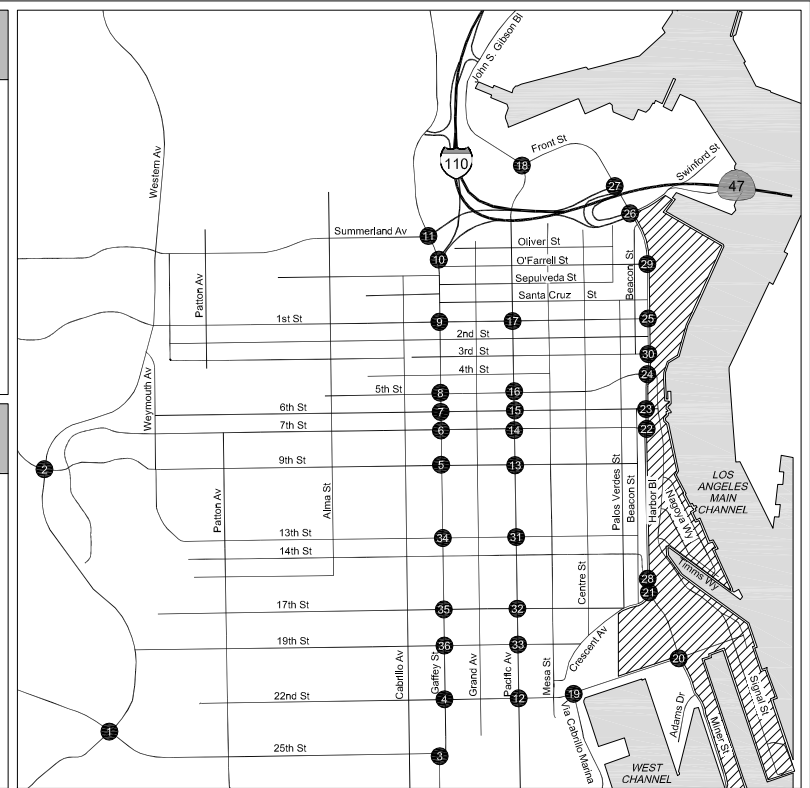 John S. Gibson Bl
Western Av
110
18
Front St
27
Swinford St
47
26
Summerland Av
11
10
Oliver St
O'Farrell St
29
Sepulveda St
Beacon St
Santa Cruz St
Patton Av
1st St
9
17
25
2nd St
3rd St
30
4th St
24
5th St
8
16
Weymouth Av
6th St
7
15
23
7th St
6
14
22
2
9th St
5
13
Patton Av
Alma St
Palos Verdes St
Beacon St
Harbor Bl
Nagoya Wy
LOS
ANGELES
MAIN
CHANNEL
13th St
34
31
14th St
Centre St
28
21
Timms Wy
17th St
35
32
19th St
36
33
Cabrillo Av
Gaffey St
Grand Av
Pacific Av
Mesa St
Crescent Av
20
22nd St
4
12
19
Via Cabrillo Marina
Adams Dr
Miner St
Signal St
1
25th St
3
WEST
CHANNEL